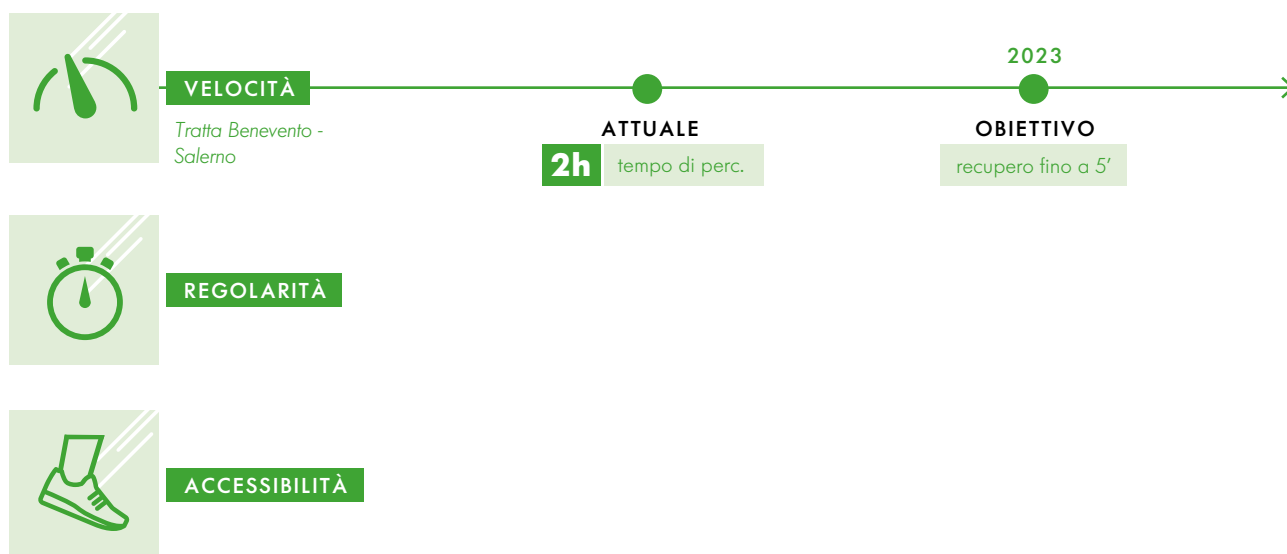 2023
VELOCITÀ
Tratta Benevento -
Salerno
ATTUALE
2h tempo di perc.
OBIETTIVO
recupero fino a 5’
REGOLARITÀ
ACCESSIBILITÀ